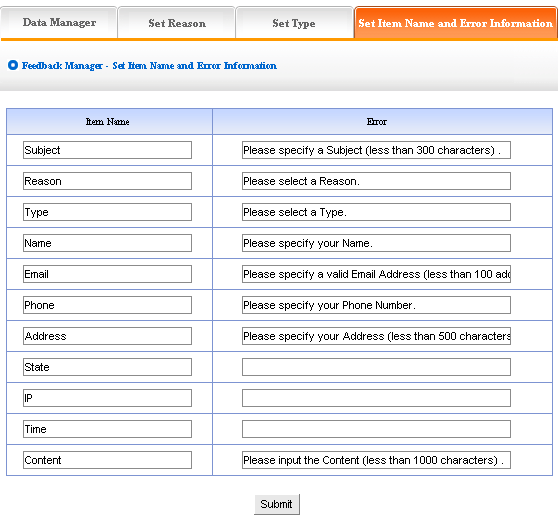 Data Manager Set Reason Set Type Set Item Name and Error Information
Feedback Manager - Set Item Name and Error Information
Item Name Error
Subject Please specify a Subject (less than 300 characters) .
Reason Please select a Reason.
Type Please select a Type.
Name Please specify your Name.
Email Please specify a valid Email Address (less than 100
Phone Please specify your Phone Number.
Address Please specify your Address (less than 500 characters
State
IP
Time
Content Please input the Content (less than 1000 characters) .
Submit